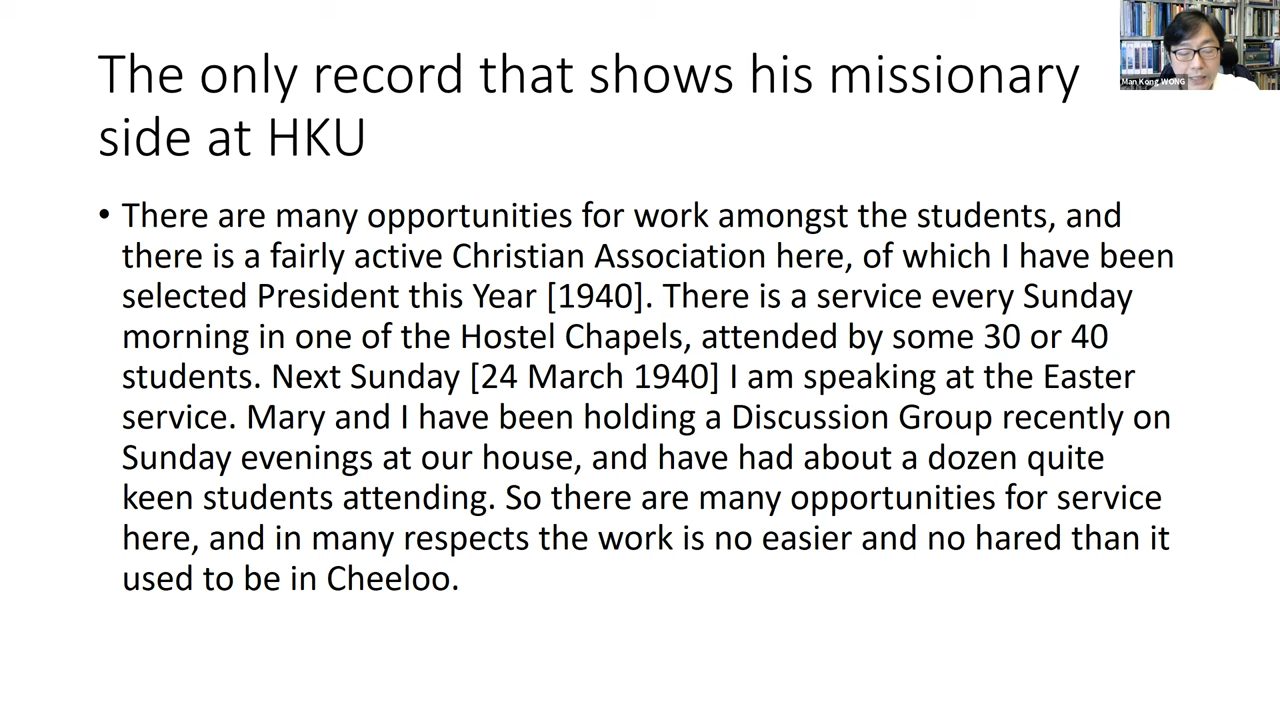 The only record that shows his missionary
side at HKU
Man Kong WONG
• There are many opportunities for work amongst the students, and
there is a fairly active Christian Association here, of which I have been
selected President this Year [1940]. There is a service every Sunday
morning in one of the Hostel Chapels, attended by some 30 or 40
students. Next Sunday [24 March 1940] I am speaking at the Easter
service. Mary and I have been holding a Discussion Group recently on
Sunday evenings at our house, and have had about a dozen quite
keen students attending. So there are many opportunities for service
here, and in many respects the work is no easier and no hared than it
used to be in Cheeloo.